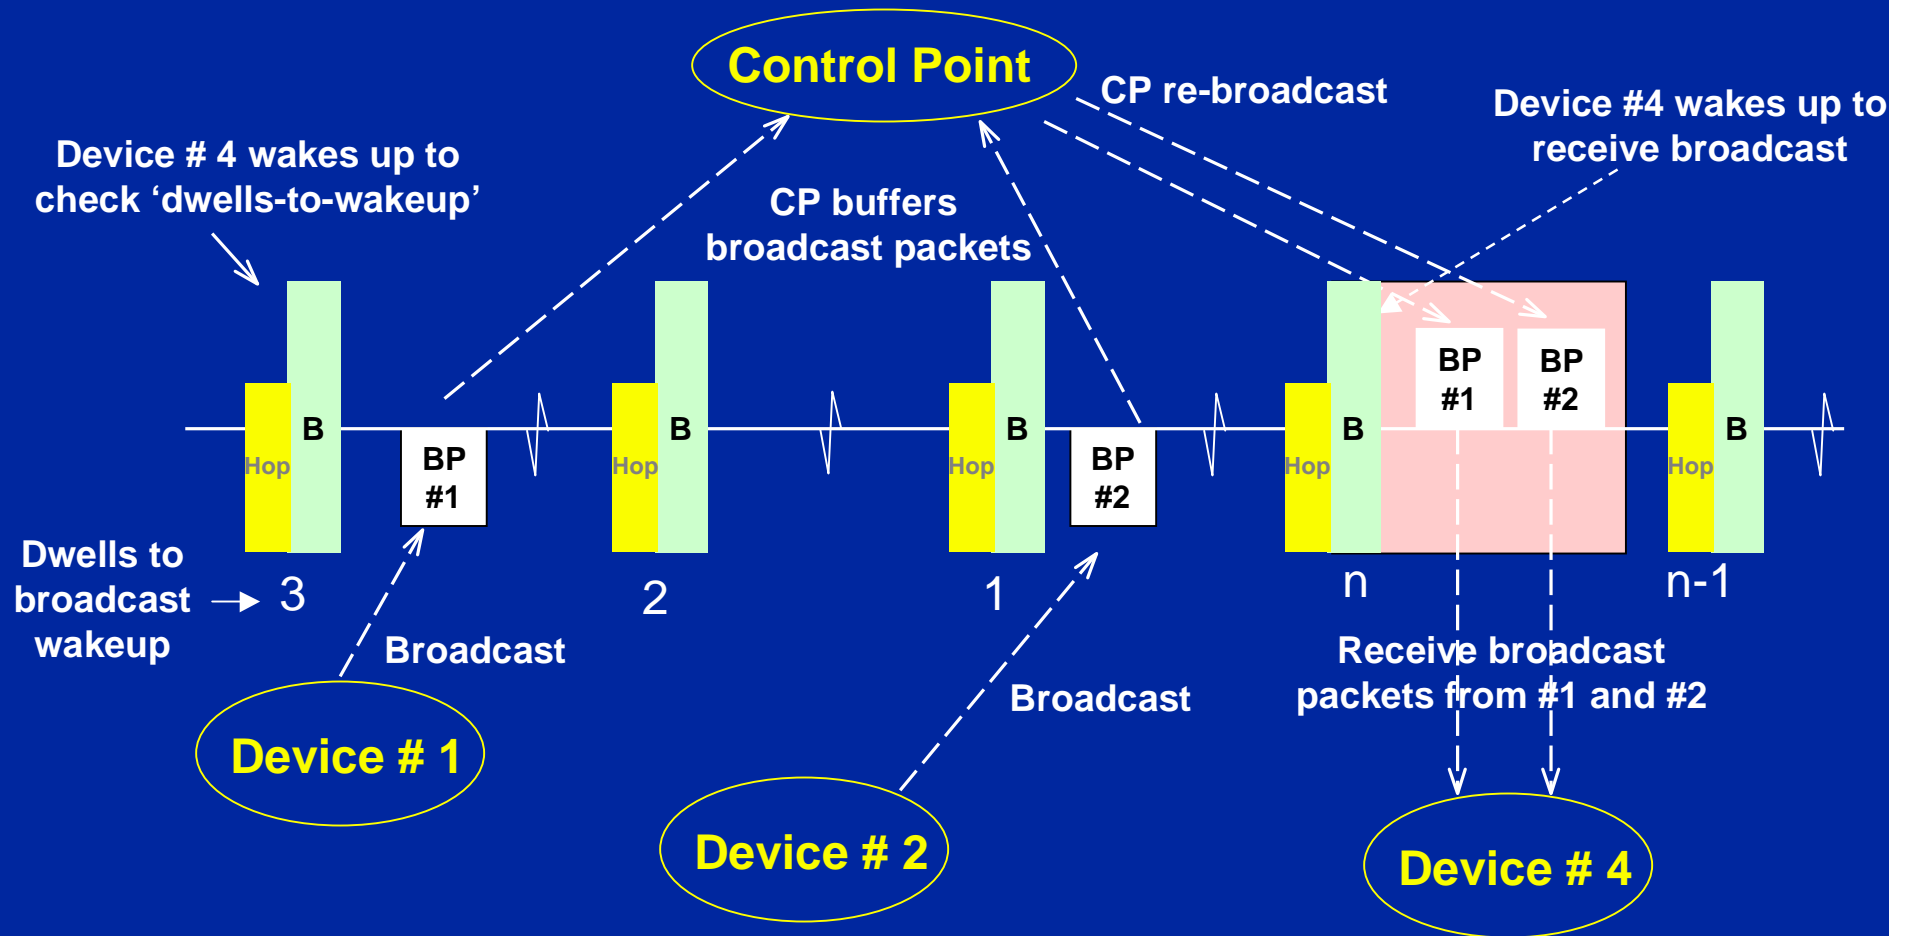 Control Point
CP re-broadcast
Device #4 wakes up to
receive broadcast
Device # 4 wakes up to
check ‘dwells-to-wakeup’
CP buffers
broadcast packets
Hop
B
BP
#1
Hop
B
Hop
B
BP
#2
Hop
B
BP
#1
BP
#2
Hop
B
Dwells to
broadcast
wakeup
3
2
1
n
n-1
Broadcast
Broadcast
Receive broadcast
packets from #1 and #2
Device # 1
Device # 2
Device # 4